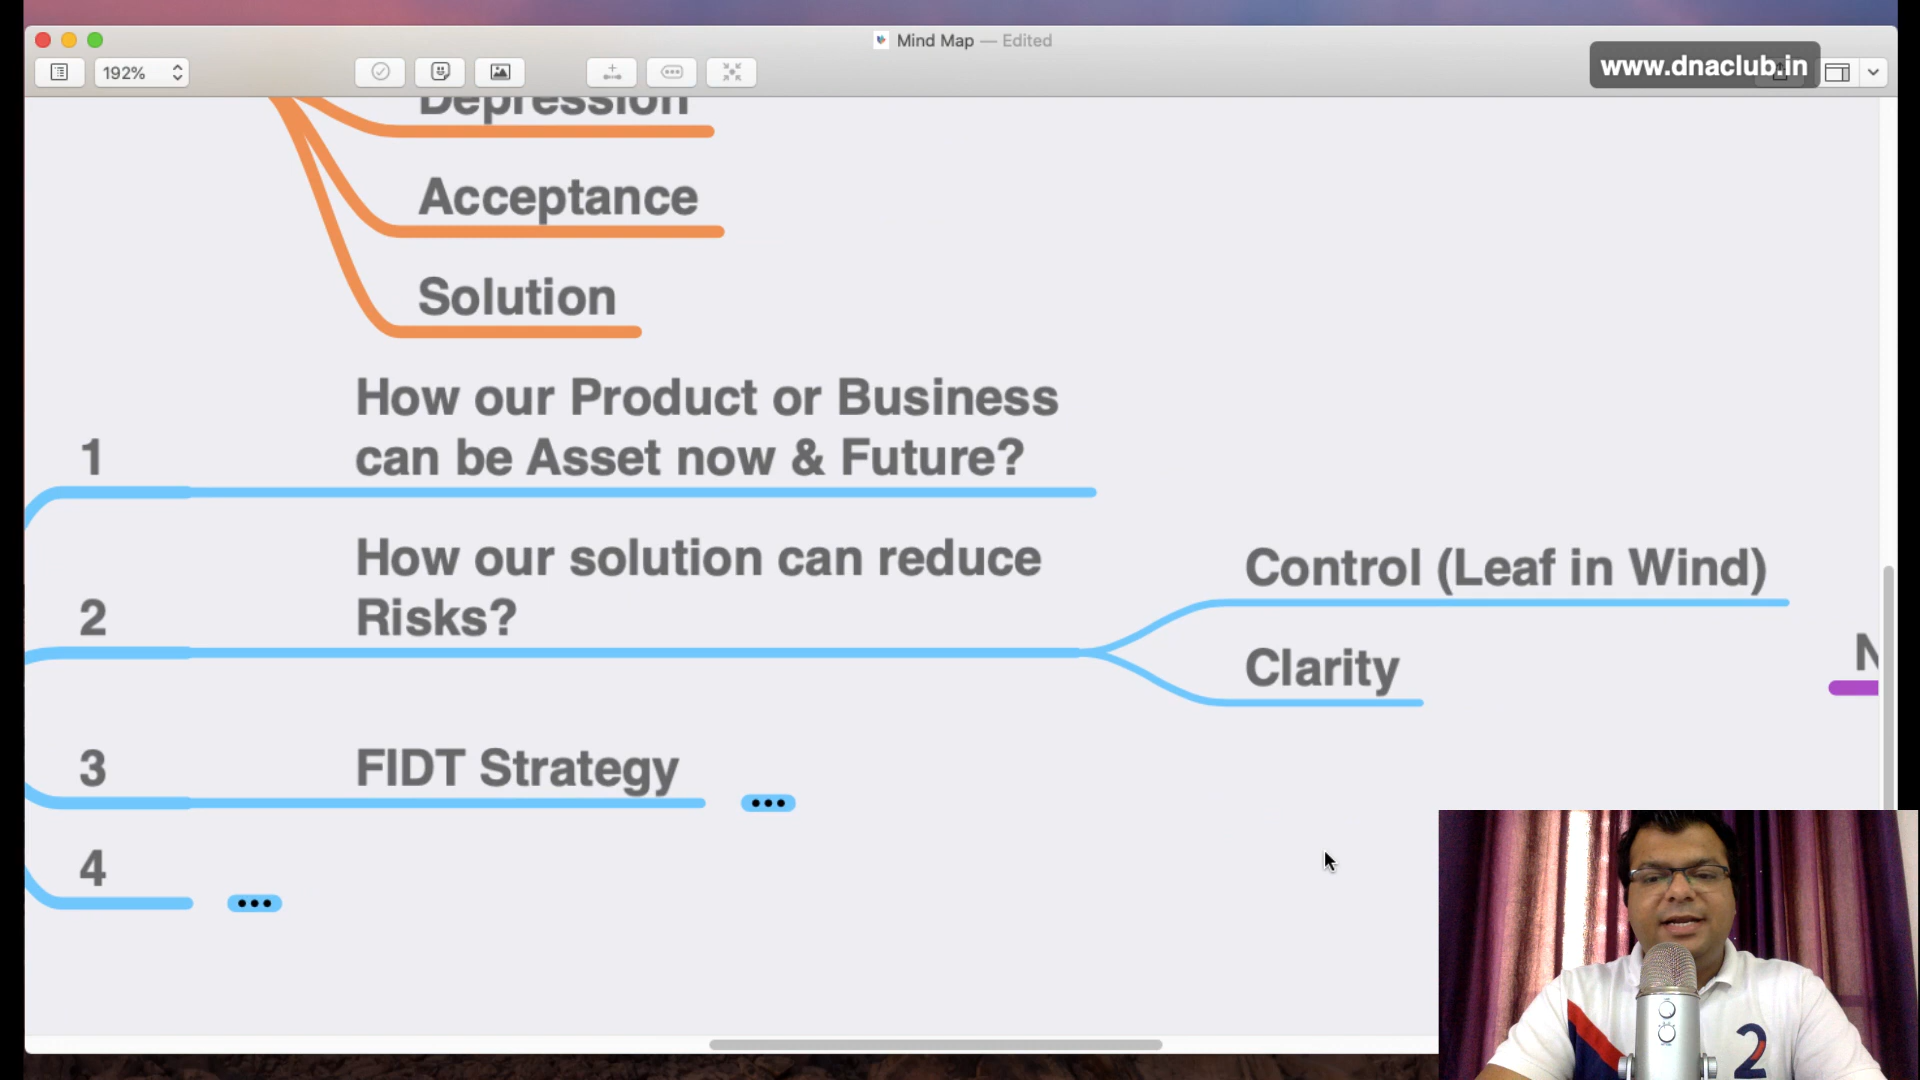 Mind Map — Edited
192%
www.dnaclub.in
Depression
Acceptance
Solution
1
How our Product or Business
can be Asset now & Future?
2
How our solution can reduce
Risks?
Control (Leaf in Wind)
Clarity
N
3
FIDT Strategy
4
2